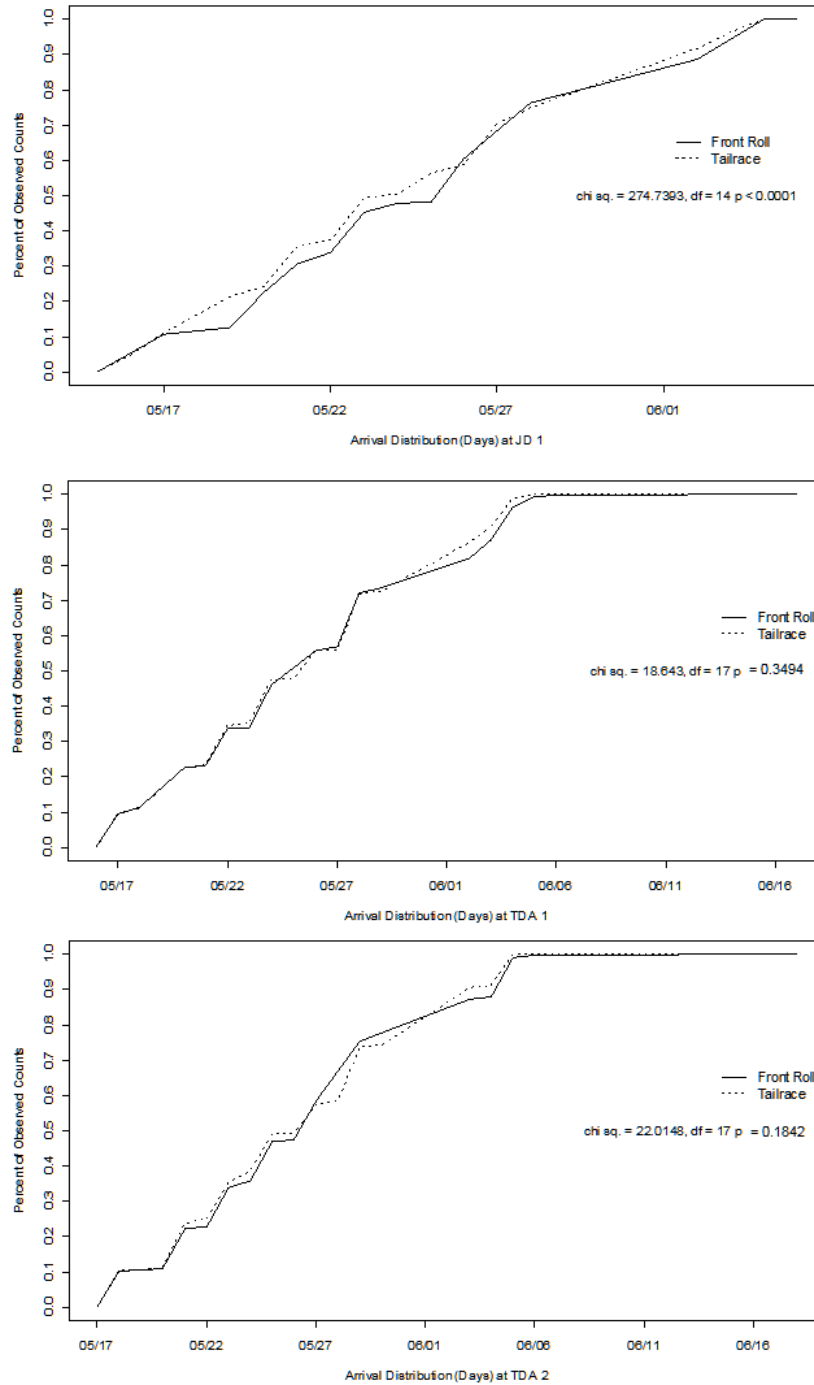 Percent of Observed Counts
1.0
0.9
0.8
0.7
0.6
0.5
0.4
0.3
0.2
0.1
0.0
Front Roll
Tailrace
chi sq. = 274.7393, df = 14 p < 0.0001
05/17 05/22 05/27 06/01
Arrival Distribution (Days) at JD 1
Percent of Observed Counts
1.0
0.9
0.8
0.7
0.6
0.5
0.4
0.3
0.2
0.1
0.0
Front Roll
Tailrace
chi sq. = 18.643, df = 17 p = 0.3494
05/17 05/22 05/27 06/01 06/06 06/11 06/16
Arrival Distribution (Days) at TDA 1
Percent of Observed Counts
1.0
0.9
0.8
0.7
0.6
0.5
0.4
0.3
0.2
0.1
0.0
Front Roll
Tailrace
chi sq. = 22.0148, df = 17 p = 0.1842
05/17 05/22 05/27 06/01 06/06 06/11 06/16
Arrival Distribution (Days) at TDA 2